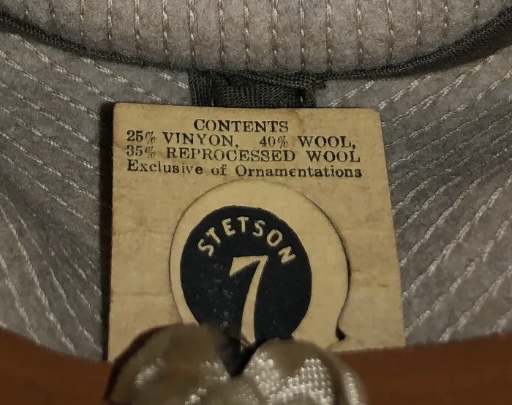 CONTENTS
25% VINYON, 40% WOOL,
35% REPROCESSED WOOL
Exclusive of Ornamentations
STETSON
7